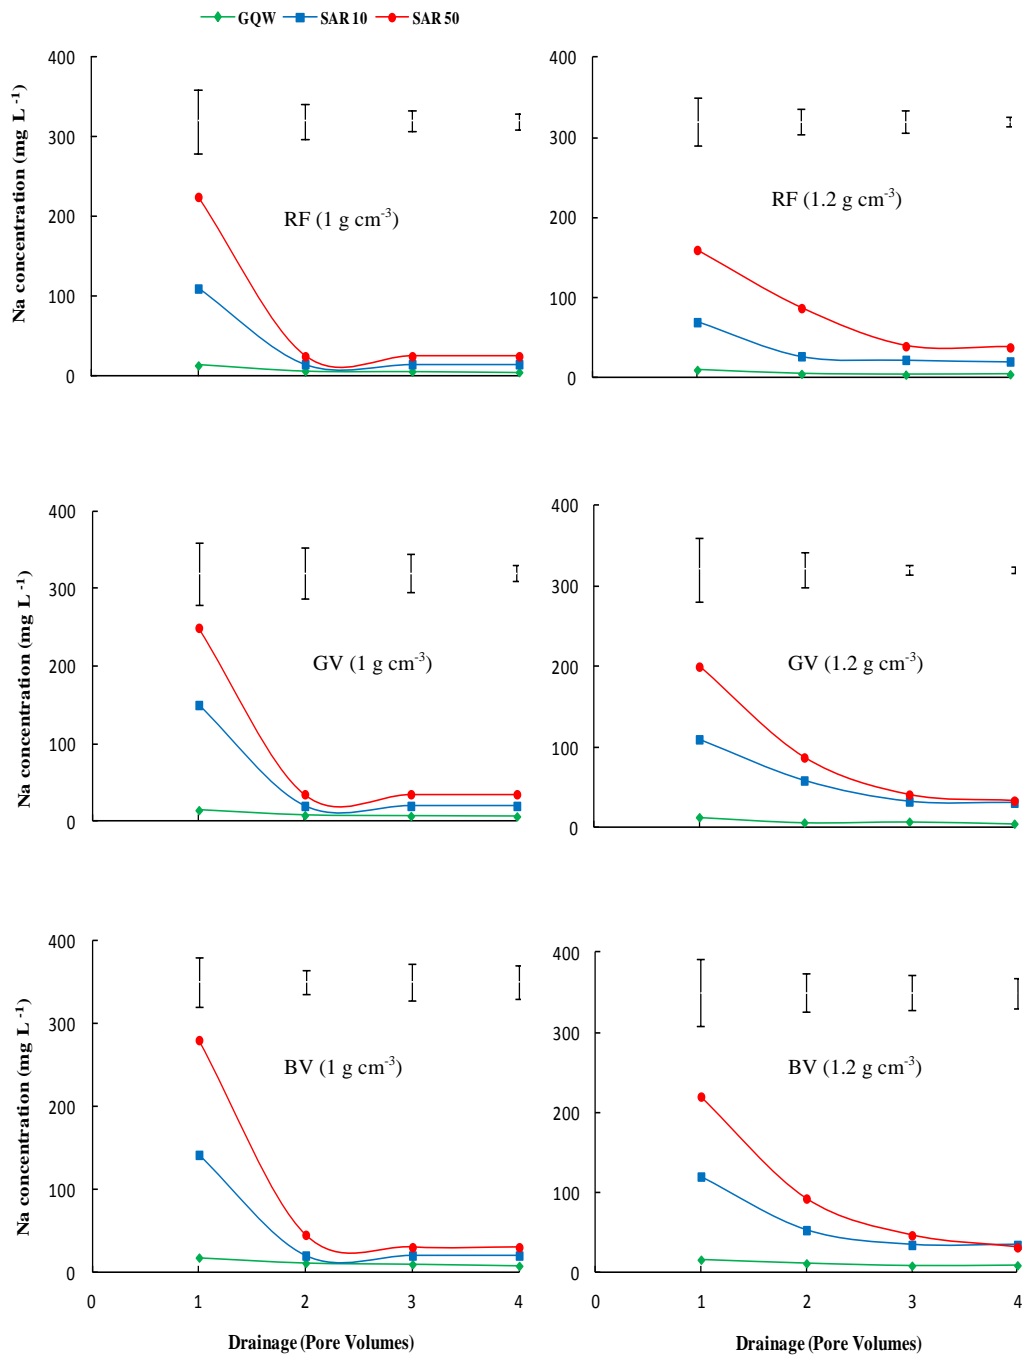 GQW SAR 10 SAR 50
Na concentration (mg L -1)
400
300
200
100
0
RF (1 g cm-3)
400
300
200
100
0
RF (1.2 g cm-3)
Na concentration (mg L -1)
400
300
200
100
0
GV (1 g cm-3)
400
300
200
100
0
GV (1.2 g cm-3)
Na concentration (mg L -1)
400
300
200
100
0
BV (1 g cm-3)
0 1 2 3 4
Drainage (Pore Volumes)
400
300
200
100
0
BV (1.2 g cm-3)
0 1 2 3 4
Drainage (Pore Volumes)